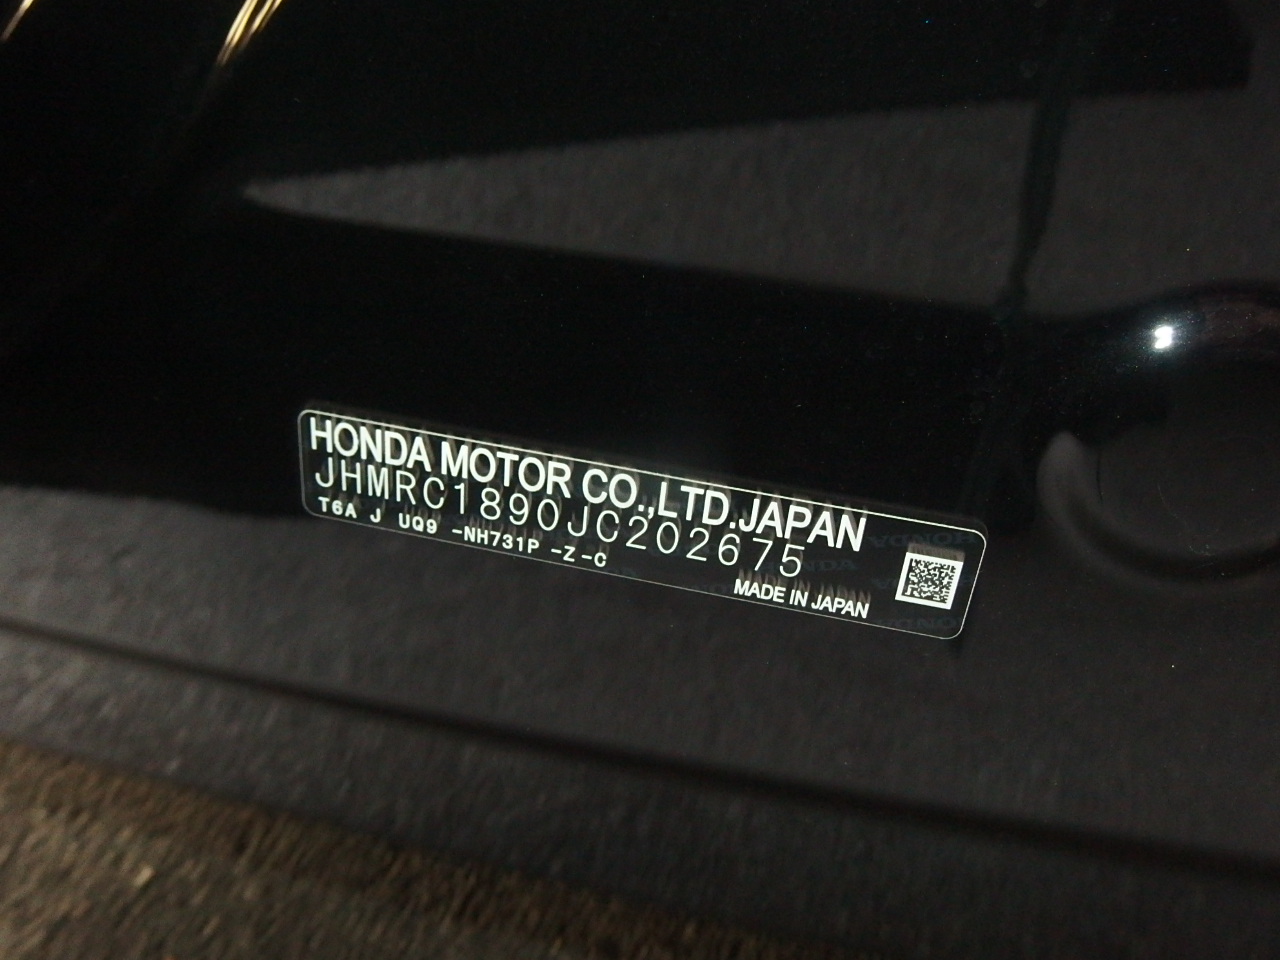 HONDA MOTOR CO.,LTD.JAPAN
JHMRC1890JC202675
T6A J UQ9 -NH731P -Z-C
MADE IN JAPAN